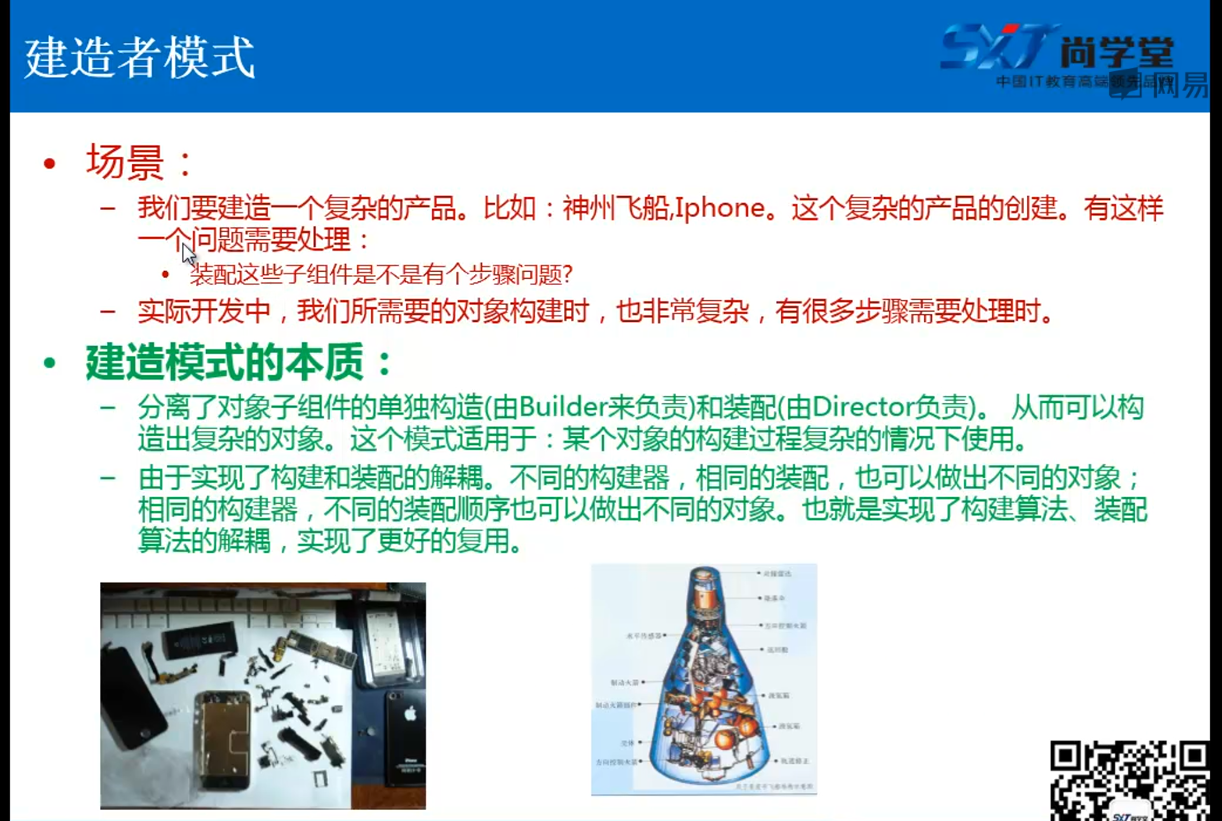 建造者模式
SXT 尚学堂
中国IT教育高端领先品牌
网易
• 场景：
– 我们要建造一个复杂的产品。比如：神州飞船,Iphone。这个复杂的产品的创建。有这样
一个问题需要处理：
• 装配这些子组件是不是有个步骤问题?
– 实际开发中，我们所需要的对象构建时，也非常复杂，有很多步骤需要处理时。
• 建造模式的本质：
– 分离了对象子组件的单独构造(由Builder来负责)和装配(由Director负责)。 从而可以构
造出复杂的对象。这个模式适用于：某个对象的构建过程复杂的情况下使用。
– 由于实现了构建和装配的解耦。不同的构建器，相同的装配，也可以做出不同的对象；
相同的构建器，不同的装配顺序也可以做出不同的对象。也就是实现了构建算法、装配
算法的解耦，实现了更好的复用。
水平传感器